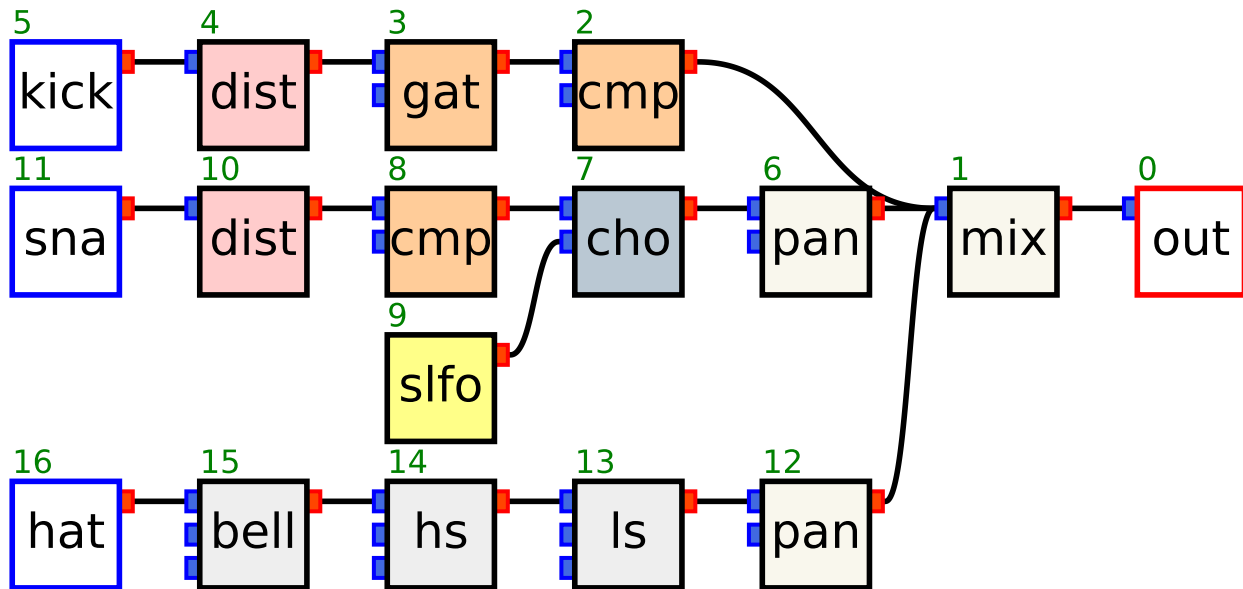 5 4 3 2
kick dist gat cmp
11 10 8 7 6 1 0
sna dist cmp cho pan mix out
9
slfo
16 15 14 13 12
hat bell hs ls pan